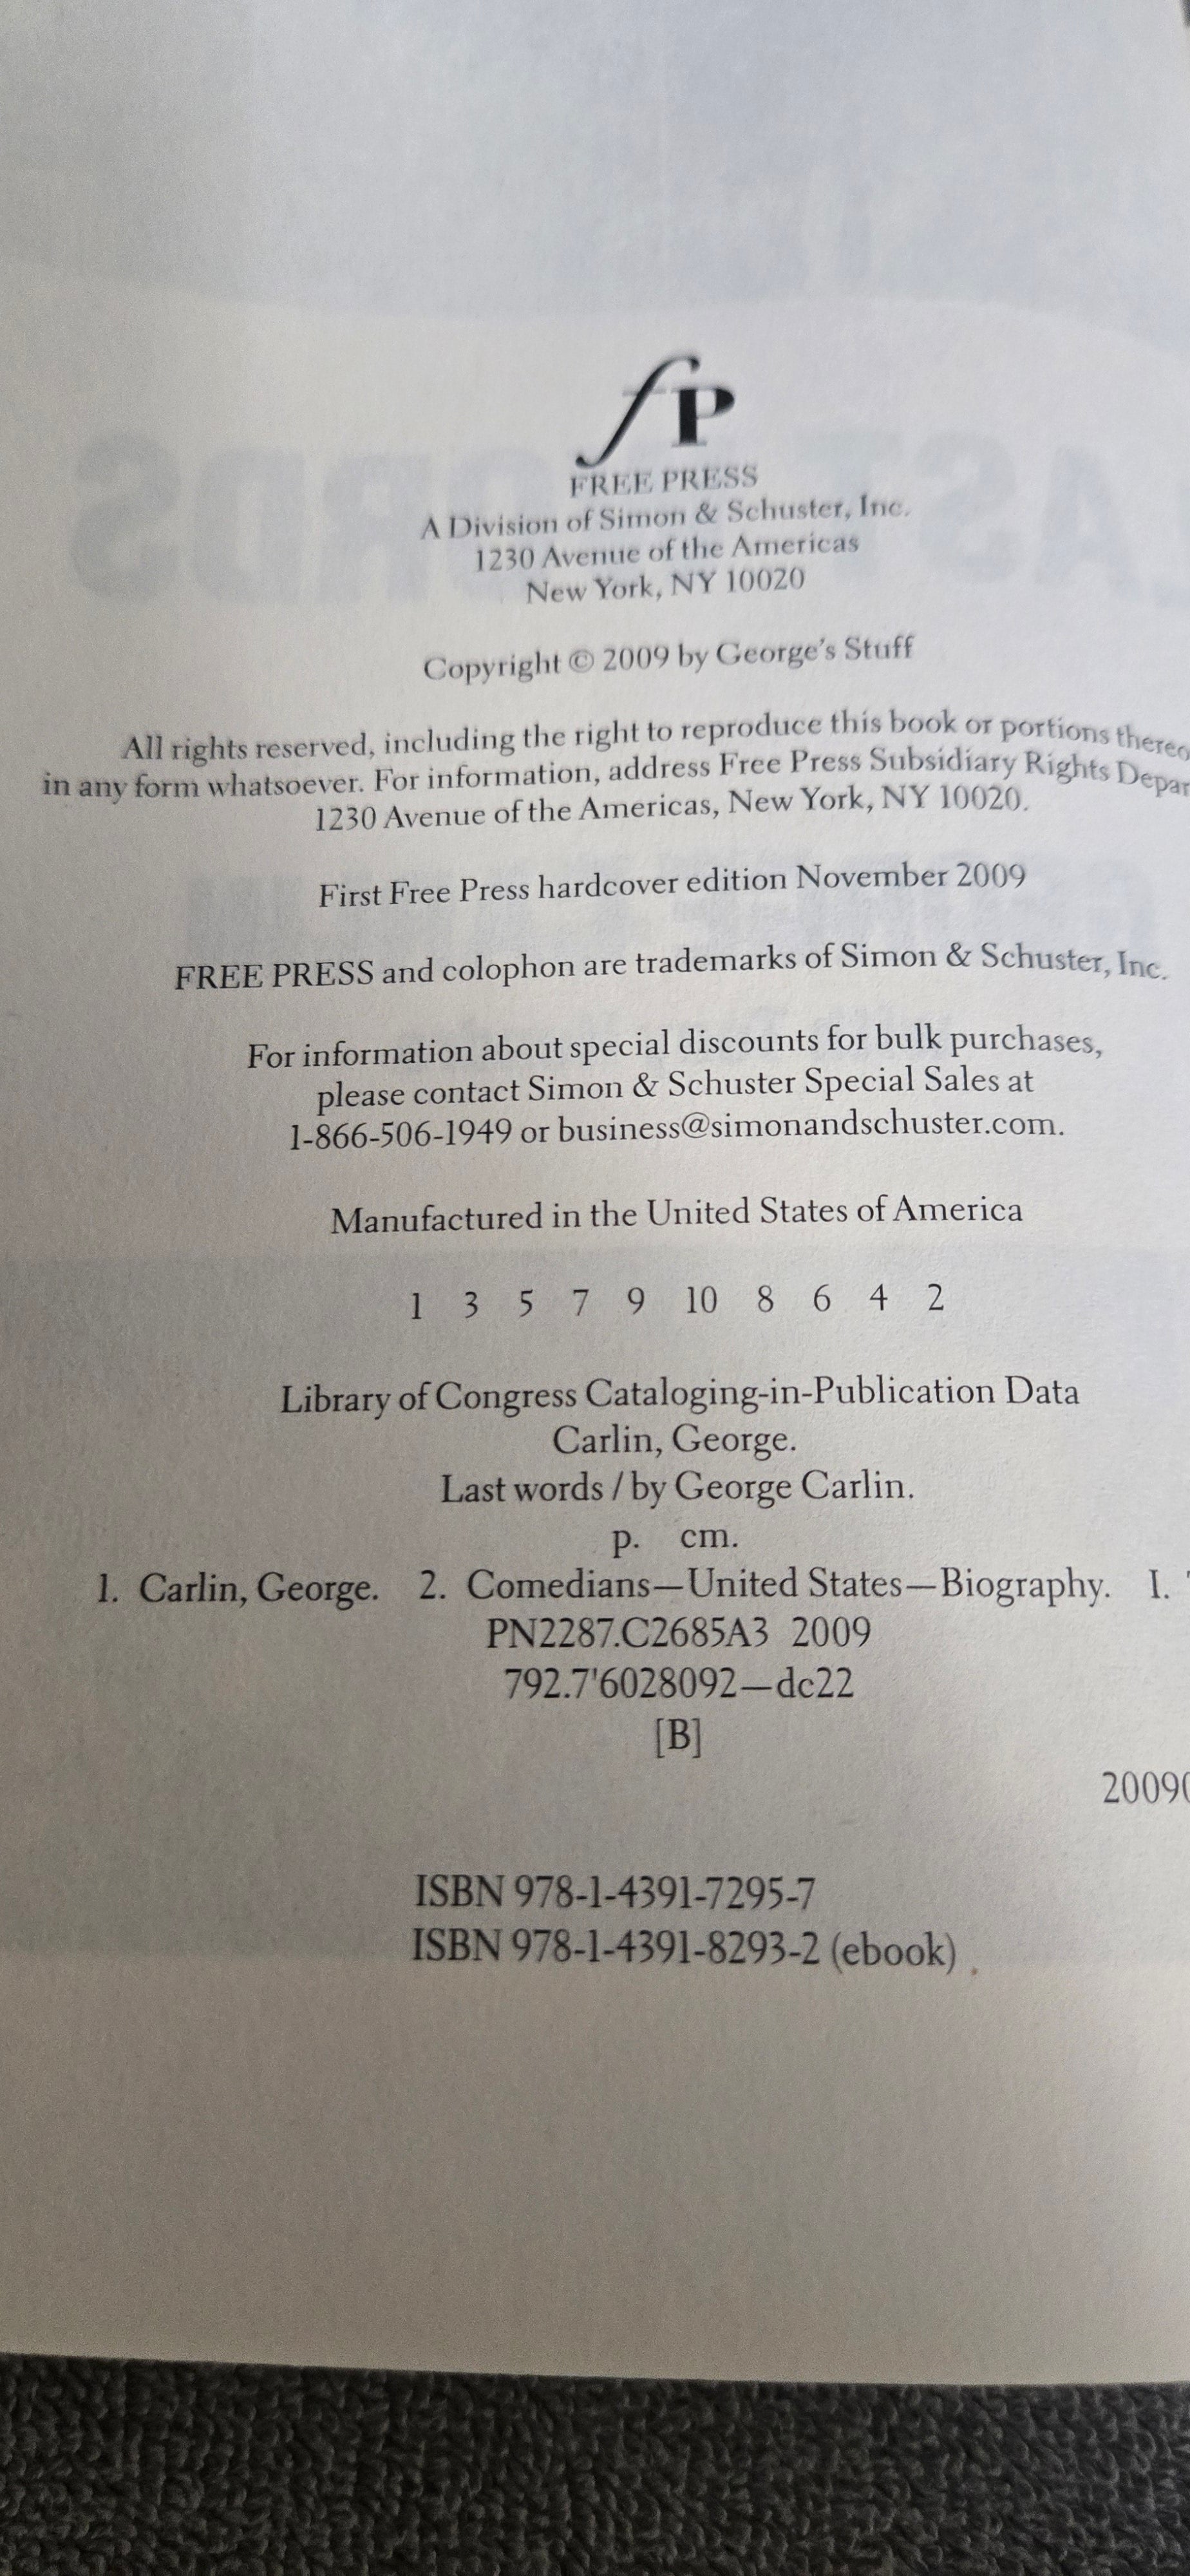 fP
FREE PRESS
A Division of Simon & Schuster, Inc.
1230 Avenue of the Americas
New York, NY 10020
Copyright © 2009 by George's Stuff
All rights reserved, including the right to reproduce this book or portions thereo
in any form whatsoever. For information, address Free Press Subsidiary Rights Depar
1230 Avenue of the Americas, New York, NY 10020.
First Free Press hardcover edition November 2009
FREE PRESS and colophon are trademarks of Simon & Schuster, Inc.
For information about special discounts for bulk purchases,
please contact Simon & Schuster Special Sales at
1-866-506-1949 or business@simonandschuster.com.
Manufactured in the United States of America
1 3 5 7 9 10 8 6 4 2
Library of Congress Cataloging-in-Publication Data
Carlin, George.
Last words / by George Carlin.
p. cm.
1. Carlin, George. 2. Comedians—United States—Biography. I.
PN2287.C2685A3 2009
792.7'6028092—dc22
[B]
20090
ISBN 978-1-4391-7295-7
ISBN 978-1-4391-8293-2 (ebook)